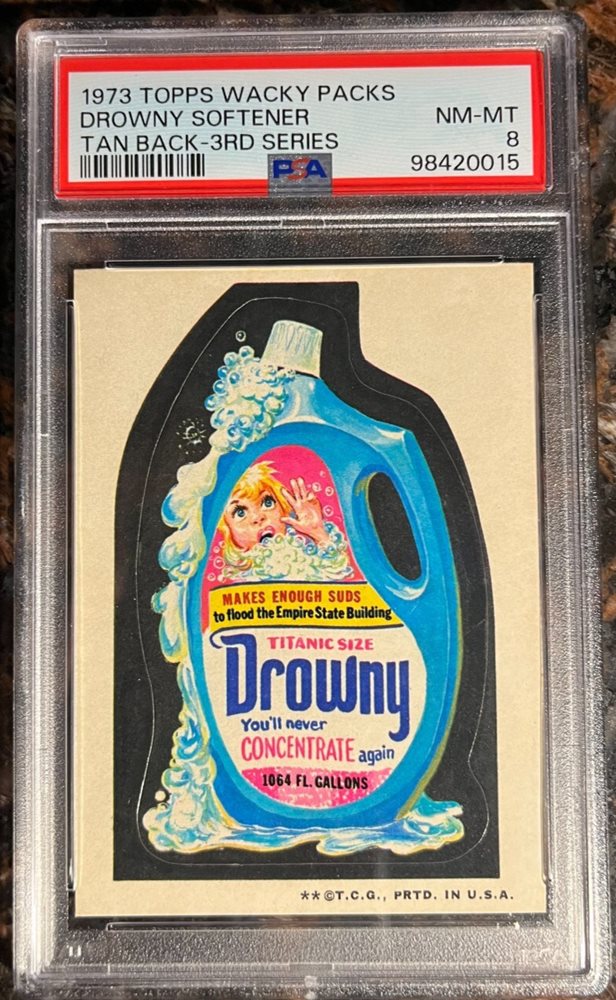 1973 TOPPS WACKY PACKS
DROWNY SOFTENER NM-MT
TAN BACK-3RD SERIES 8
PSA 98420015
MAKES ENOUGH SUDS
to flood the Empire State Building
TITANIC SIZE
Drowny
You'll never
CONCENTRATE again
1064 FL. GALLONS
**©T.C.G., PRTD. IN U.S.A.